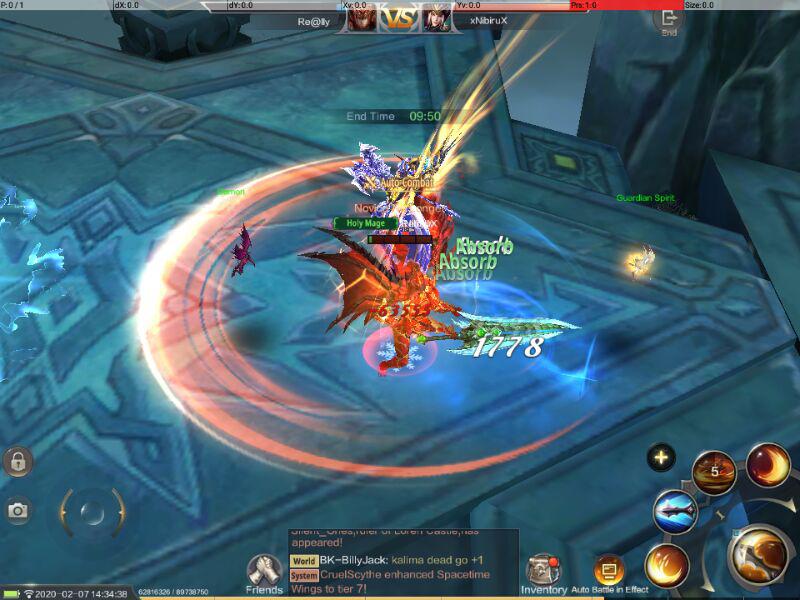 P:0 / 1 dX:0.0 dY:0.0 Xv:0.0 Yv:0.0 Prs:1.0 Size:0.0
Re@lly VS xNibiruX
End
End Time 09:50
Auto-Combat
Demon
Guardian Spirit
Holy Mage
Absorb
Absorb
Absorb
1778
5
Silent_Ones,ruler of Loren Castle,has
appeared!
World BK-BillyJack: kalima dead go +1
System CruelScythe enhanced Spacetime
Wings to tier 7!
Friends
Inventory
Auto Battle in Effect
2020-02-07 14:34:38 62816326 / 89738750